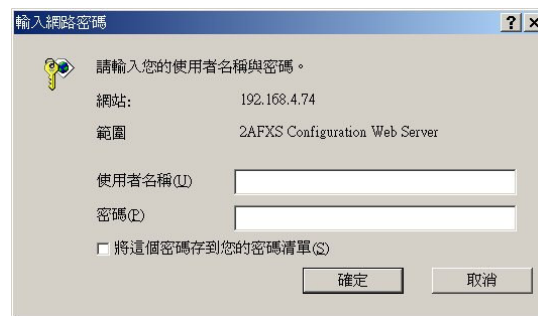 輸入網路密碼
請輸入您的使用者名稱與密碼。
網站: 192.168.4.74
範圍 2AFXS Configuration Web Server
使用者名稱(U)
密碼(P)
將這個密碼存到您的密碼清單(S)
確定 取消